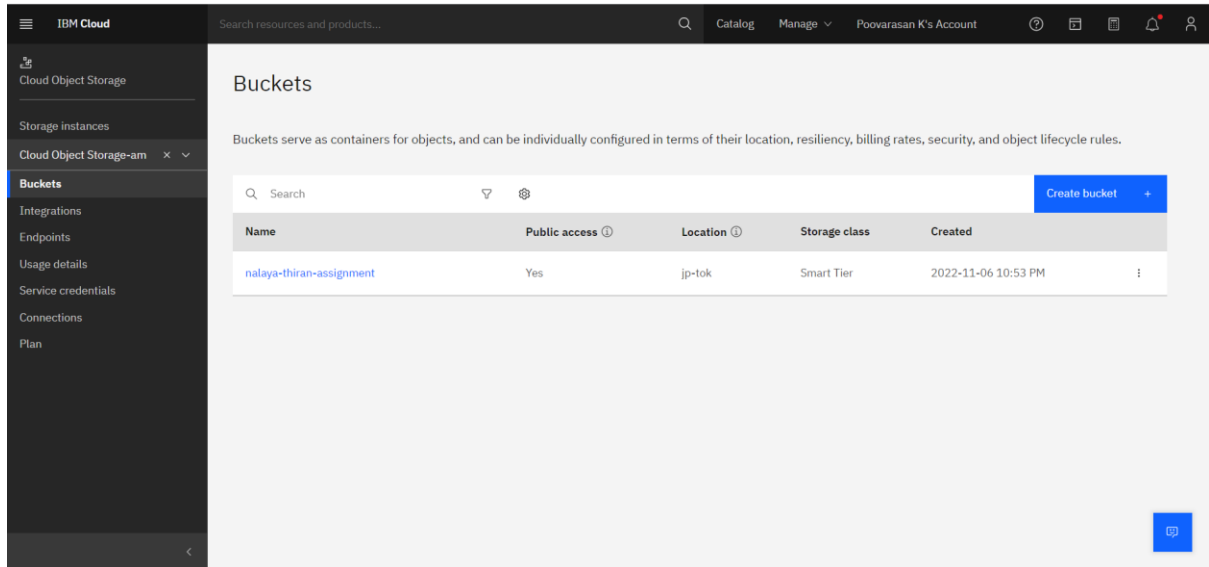 IBM Cloud
Search resources and products...
Catalog
Manage
Poovarasan K's Account
Cloud Object Storage
Storage instances
Cloud Object Storage-am
Buckets
Integrations
Endpoints
Usage details
Service credentials
Connections
Plan
Buckets
Buckets serve as containers for objects, and can be individually configured in terms of their location, resiliency, billing rates, security, and object lifecycle rules.
Search
Create bucket +
Name Public access Location Storage class Created
nalaya-thiran-assignment Yes jp-tok Smart Tier 2022-11-06 10:53 PM